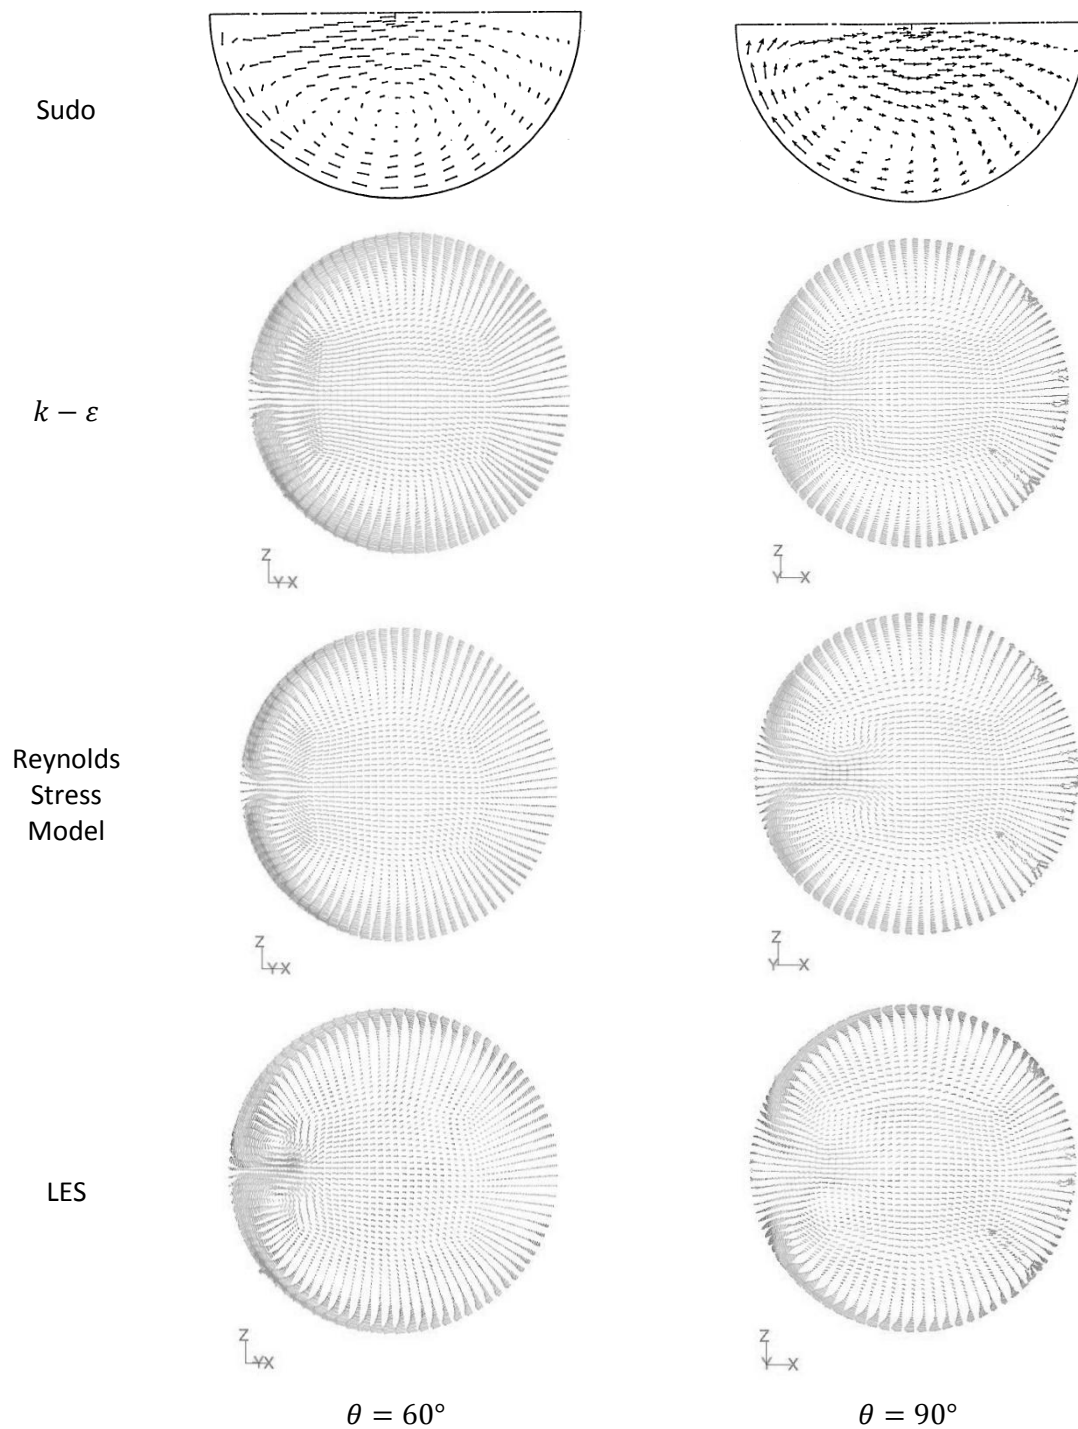 Sudo
k − ε
Z
Y X
Z
Y X
Reynolds
Stress
Model
Z
Y X
Z
Y X
LES
Z
Y X
Z
Y X
θ = 60°
θ = 90°